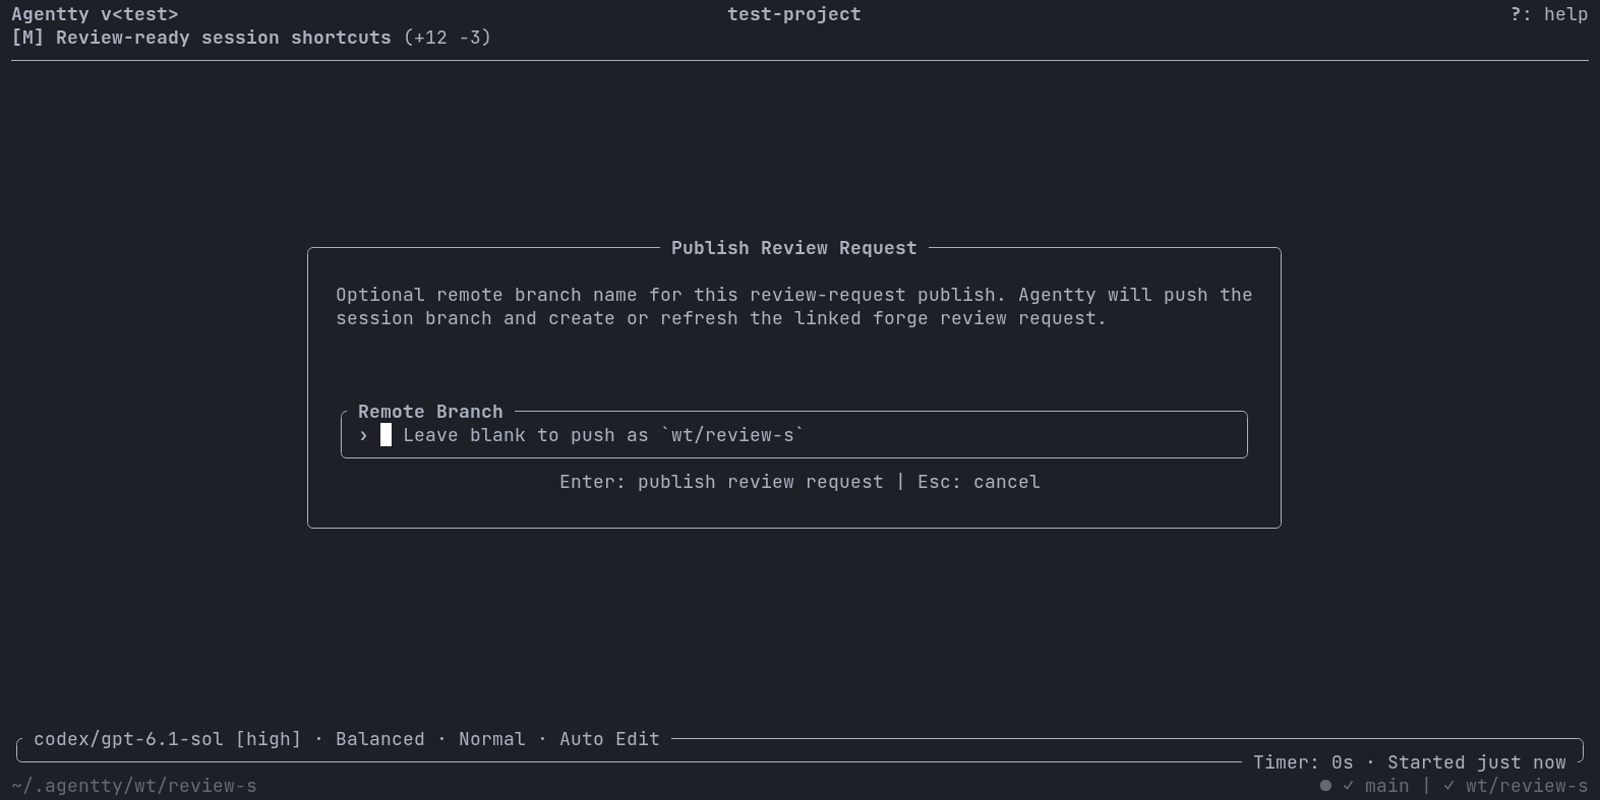 Agentty v<test> test-project ?: help
[M] Review-ready session shortcuts (+12 -3)
Publish Review Request
Optional remote branch name for this review-request publish. Agentty will push the
session branch and create or refresh the linked forge review request.
Remote Branch
› Leave blank to push as `wt/review-s`
Enter: publish review request | Esc: cancel
codex/gpt-6.1-sol [high] · Balanced · Normal · Auto Edit
Timer: 0s · Started just now
~/.agentty/wt/review-s ● ✓ main | ✓ wt/review-s